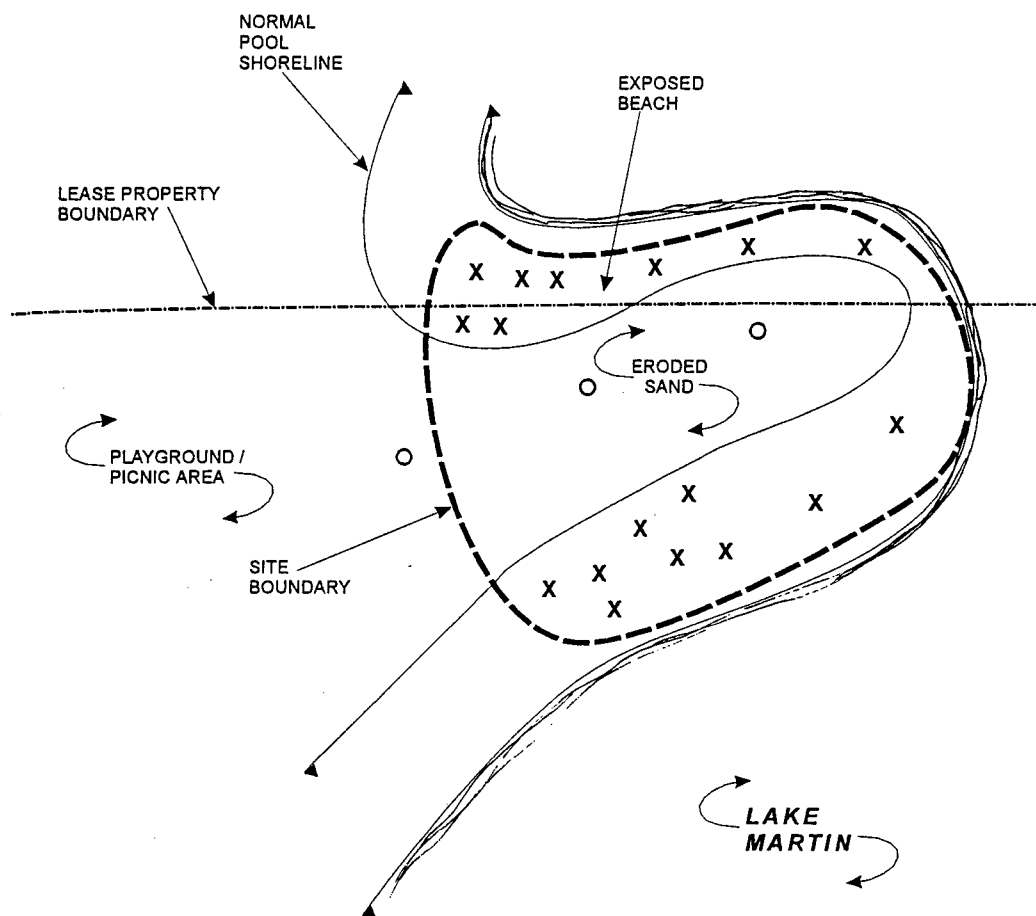 NORMAL
POOL
SHORELINE
EXPOSED
BEACH
LEASE PROPERTY
BOUNDARY
X X X X X X
X X
O
ERODED
SAND
O
X
PLAYGROUND /
PICNIC AREA
O
X X
X
X X
SITE
BOUNDARY
X X
X
LAKE
MARTIN